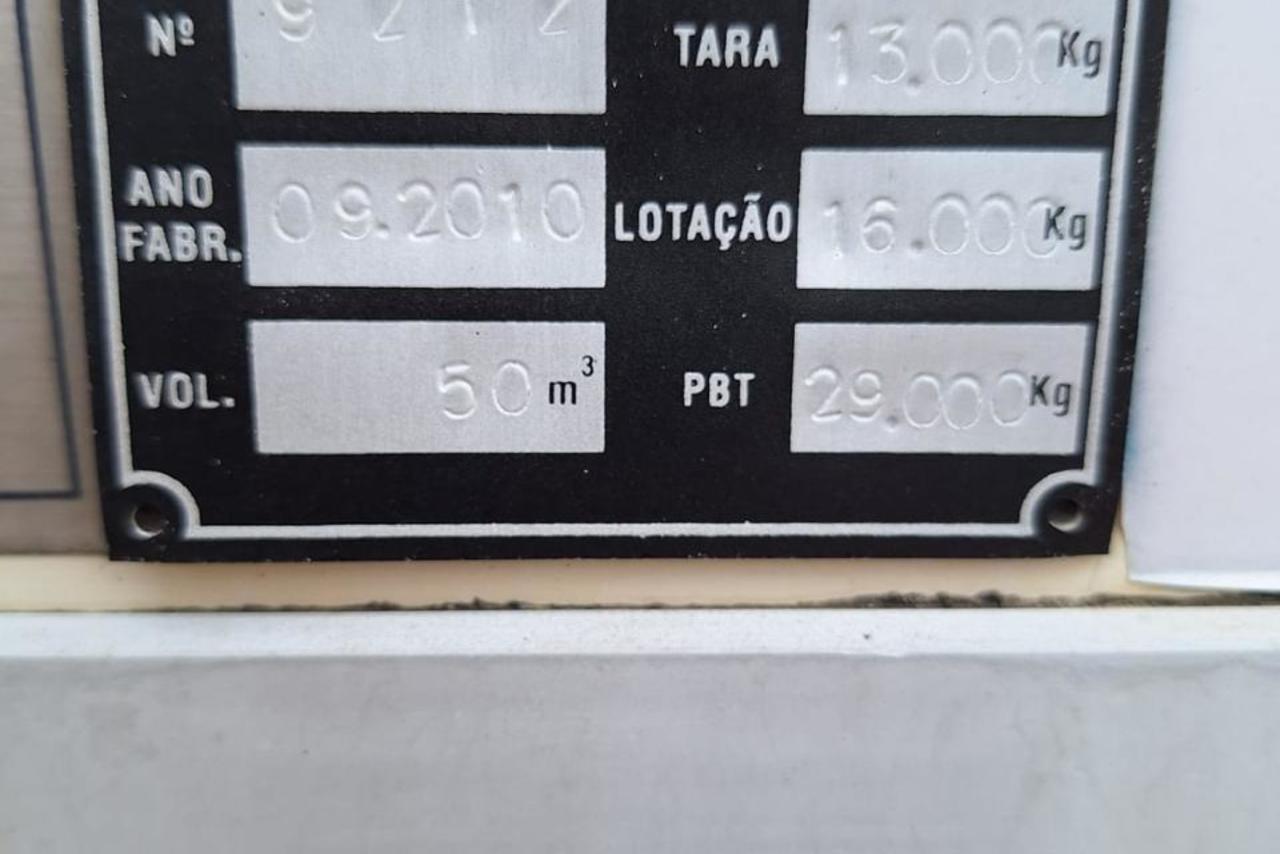 Nº 9212 TARA 13.000 Kg
ANO FABR. 09.2010 LOTAÇÃO 16.000 Kg
VOL. 50 m³ PBT 29.000 Kg